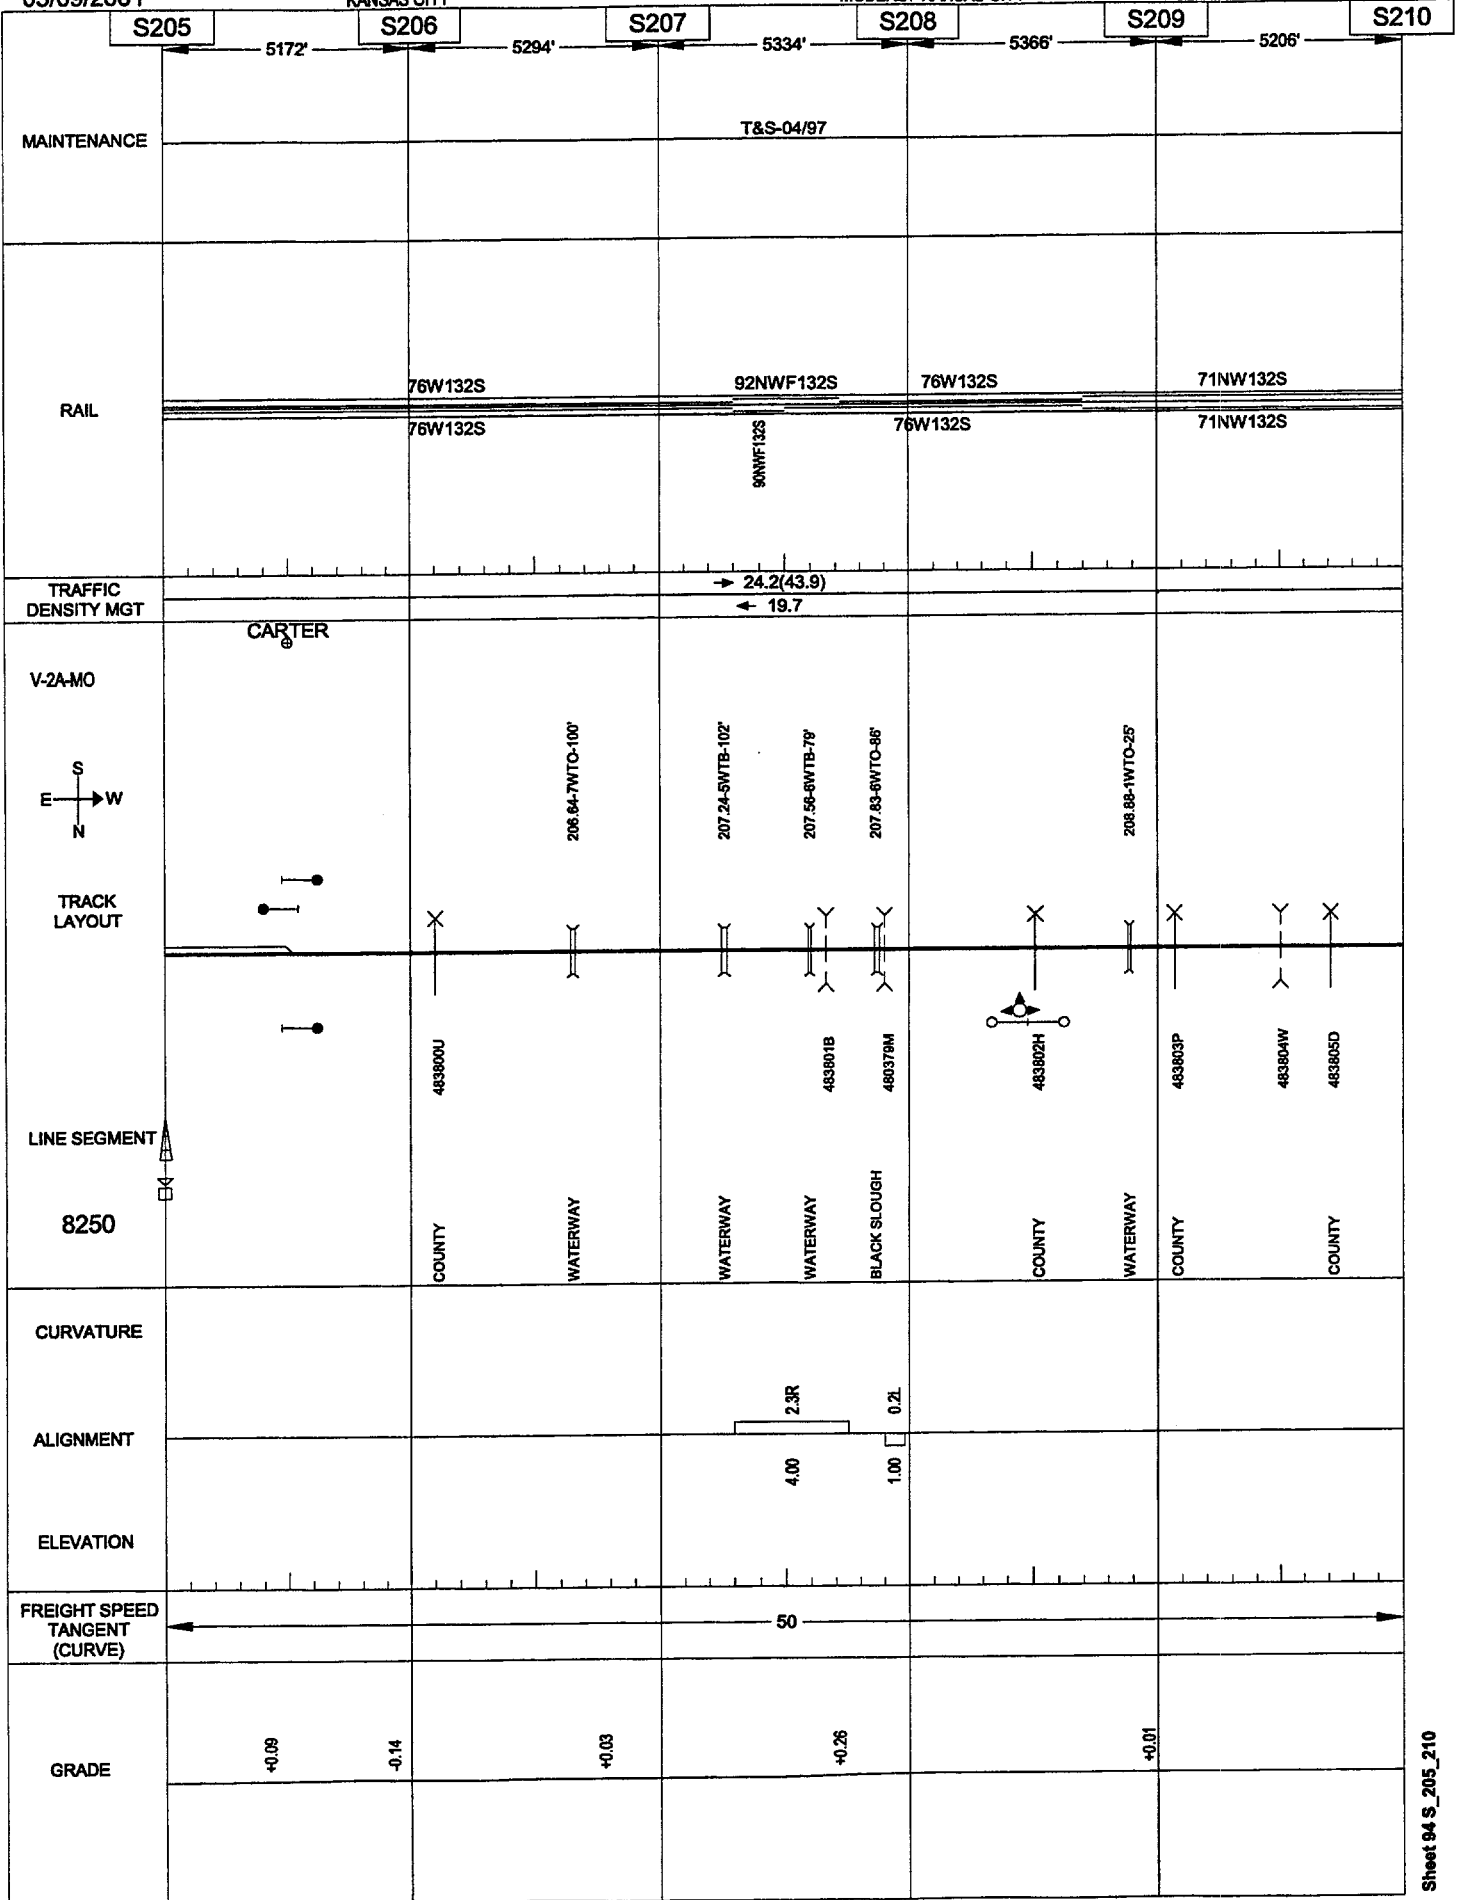 S205 S206 S207 S208 S209 S210
5172' 5294' 5334' 5366' 5206'
MAINTENANCE
T&S-04/97
RAIL
76W132S 92NWF132S 76W132S 71NW132S
76W132S 76W132S 71NW132S
90NWF132S
TRAFFIC
DENSITY MGT
24.2(43.9)
19.7
CARTER
V-2A-MO
S
E W
N
206.64-7WTO-100'
207.24-5WTB-102'
207.56-6WTB-79'
207.83-6WTO-86'
208.88-1WTO-25'
TRACK
LAYOUT
483800U
483801B
480379M
483802H
483803P
483804W
483805D
LINE SEGMENT
8250
COUNTY
WATERWAY
WATERWAY
WATERWAY
BLACK SLOUGH
COUNTY
WATERWAY
COUNTY
COUNTY
CURVATURE
2.3R
0.2L
ALIGNMENT
4.00
1.00
ELEVATION
FREIGHT SPEED
TANGENT
(CURVE)
50
GRADE
+0.09
-0.14
+0.03
+0.26
+0.01
Sheet 94 S_205_210